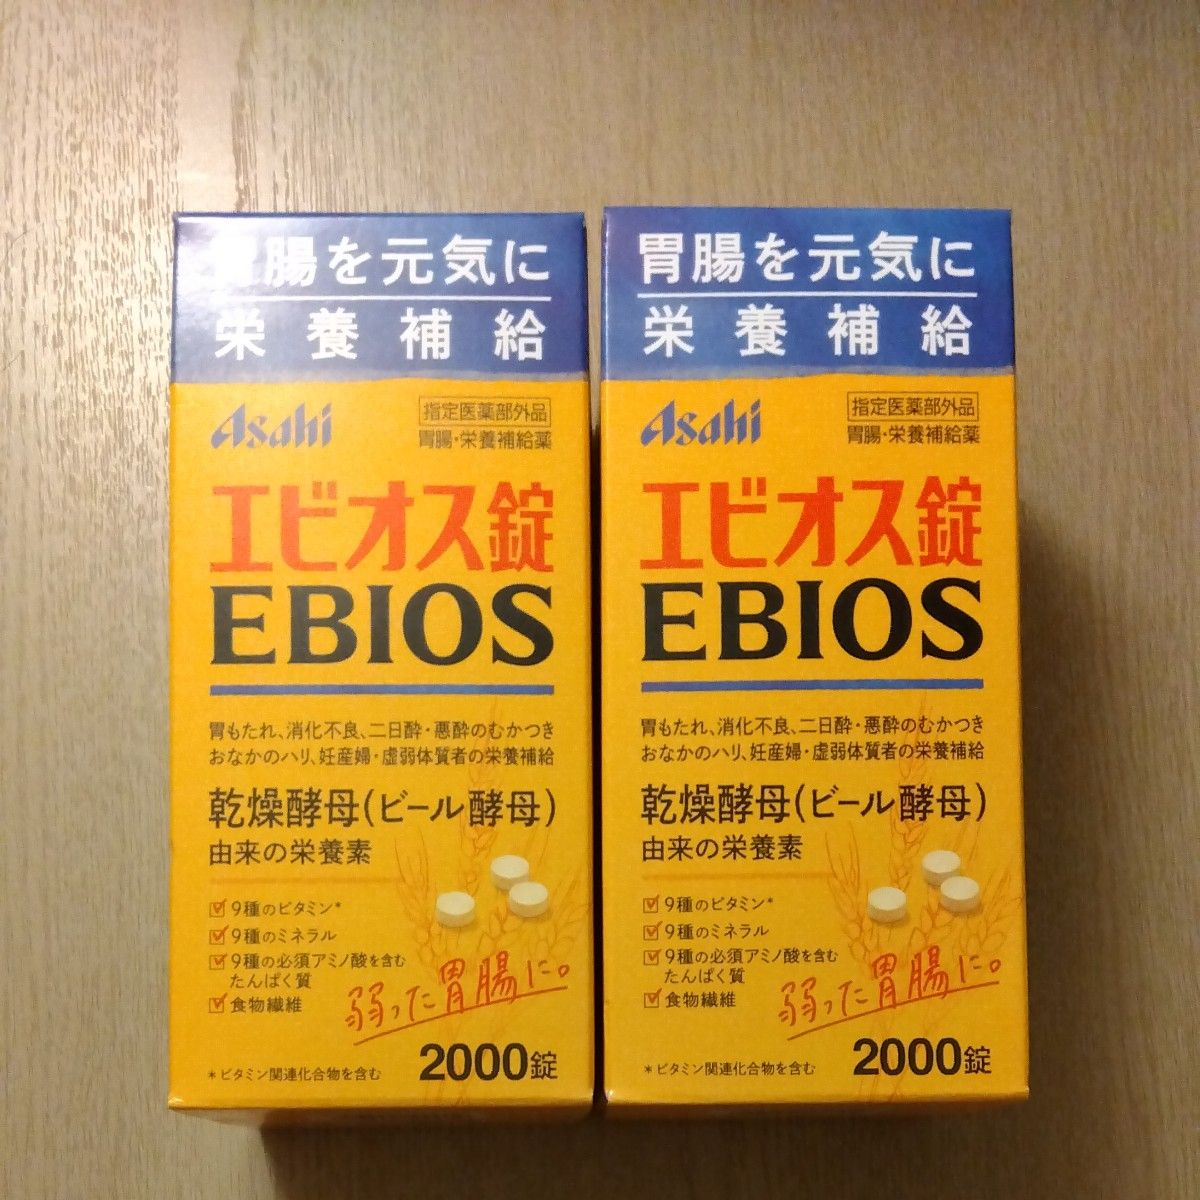 胃腸を元気に
栄養補給
Asahi
指定医薬部外品
胃腸・栄養補給薬
エビオス錠
EBIOS
胃もたれ、消化不良、二日酔・悪酔のむかつき
おなかのハリ、妊産婦・虚弱体質者の栄養補給
乾燥酵母(ビール酵母)
由来の栄養素
9種のビタミン*
9種のミネラル
9種の必須アミノ酸を含む
たんぱく質
食物繊維
弱った胃腸に。
*ビタミン関連化合物を含む
2000錠
胃腸を元気に
栄養補給
Asahi
指定医薬部外品
胃腸・栄養補給薬
エビオス錠
EBIOS
胃もたれ、消化不良、二日酔・悪酔のむかつき
おなかのハリ、妊産婦・虚弱体質者の栄養補給
乾燥酵母(ビール酵母)
由来の栄養素
9種のビタミン*
9種のミネラル
9種の必須アミノ酸を含む
たんぱく質
食物繊維
弱った胃腸に。
*ビタミン関連化合物を含む
2000錠